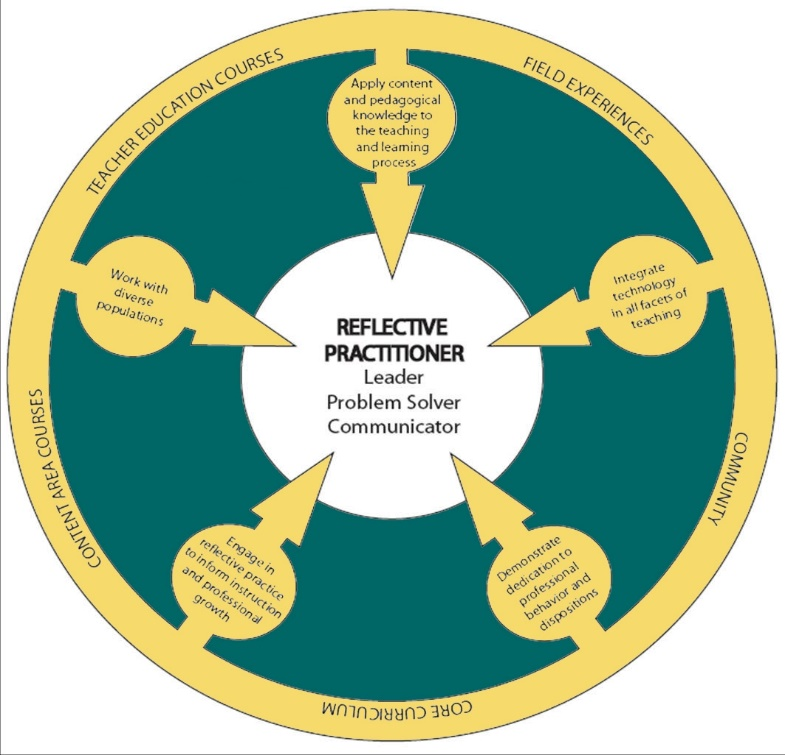 TEACHER EDUCATION COURSES
FIELD EXPERIENCES
Apply content
and pedagogical
knowledge to
the teaching
and learning
process
Work with
diverse
populations
Integrate
technology
in all facets of
teaching
REFLECTIVE
PRACTITIONER
Leader
Problem Solver
Communicator
CONTENT AREA COURSES
COMMUNITY
Engage in
reflective practice
to inform instruction
and professional
growth
Demonstrate
dedication to
professional
behavior and
dispositions
CORE CURRICULUM